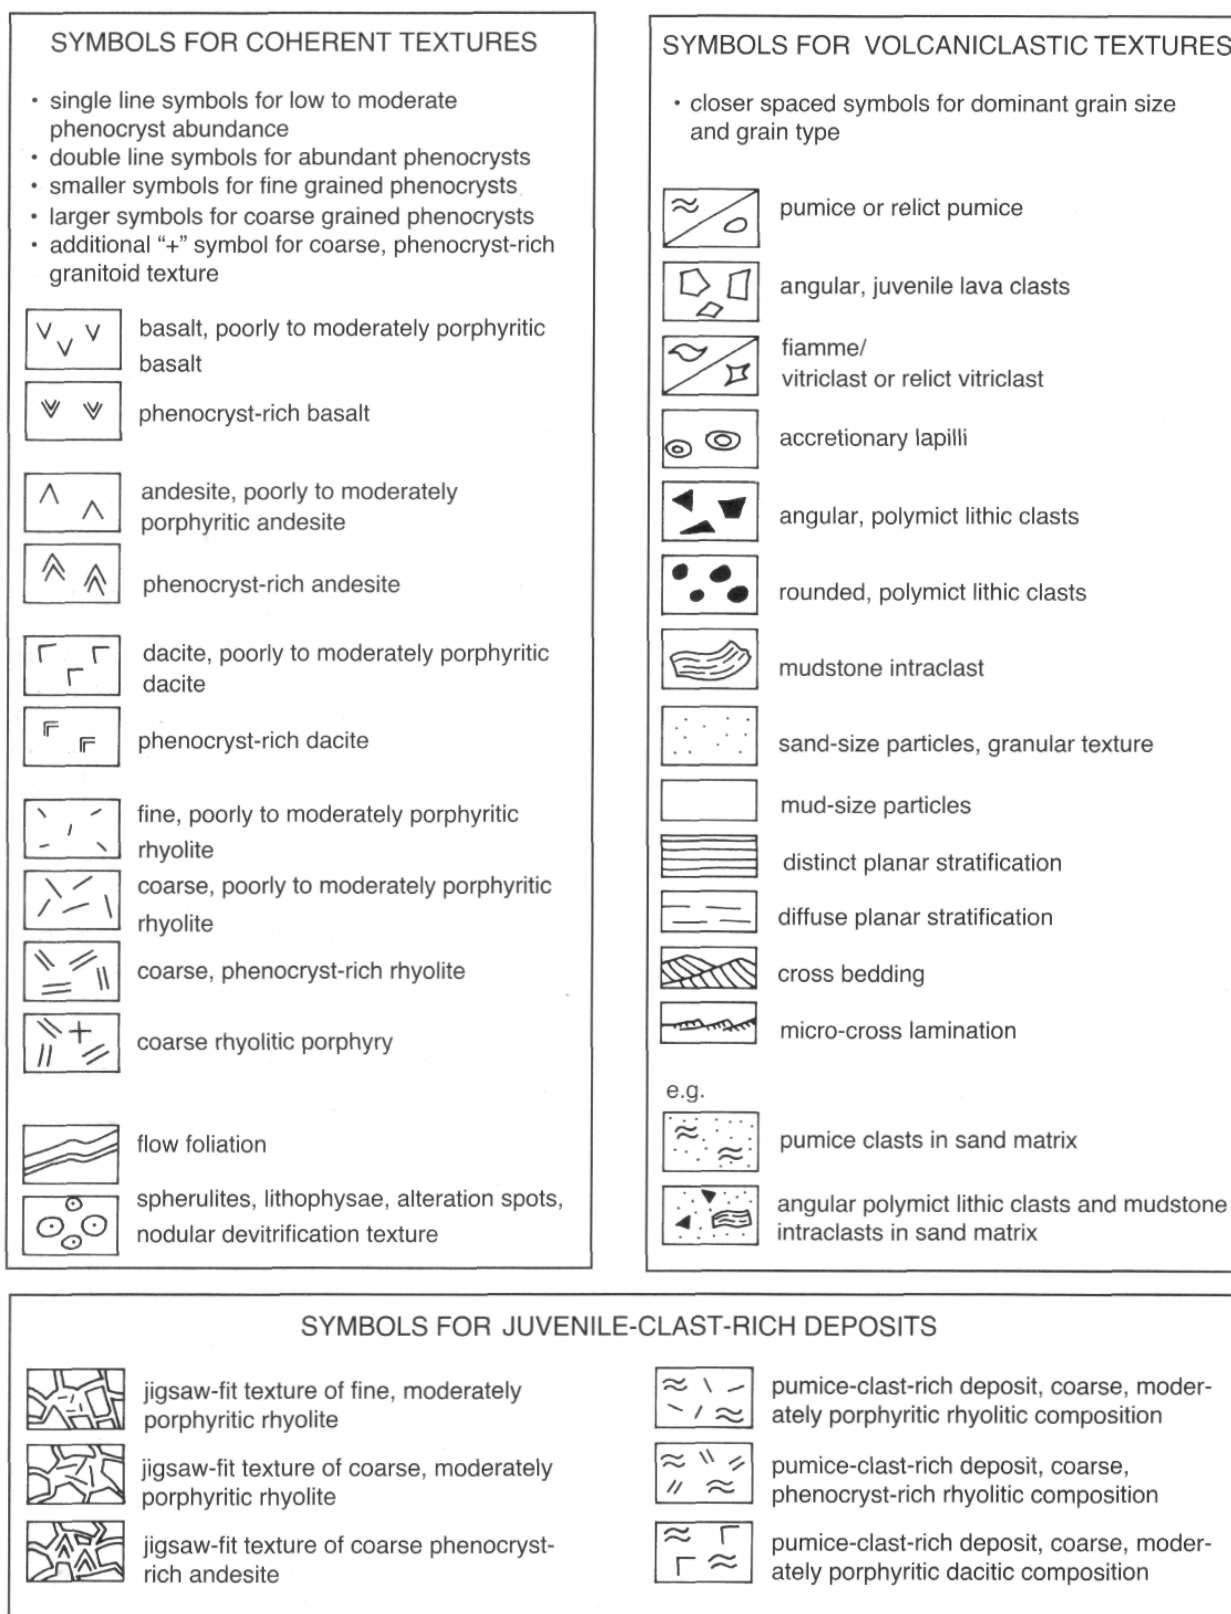 SYMBOLS FOR COHERENT TEXTURES
• single line symbols for low to moderate
phenocryst abundance
• double line symbols for abundant phenocrysts
• smaller symbols for fine grained phenocrysts
• larger symbols for coarse grained phenocrysts
• additional “+” symbol for coarse, phenocryst-rich
granitoid texture
basalt, poorly to moderately porphyritic
basalt
phenocryst-rich basalt
andesite, poorly to moderately
porphyritic andesite
phenocryst-rich andesite
dacite, poorly to moderately porphyritic
dacite
phenocryst-rich dacite
fine, poorly to moderately porphyritic
rhyolite
coarse, poorly to moderately porphyritic
rhyolite
coarse, phenocryst-rich rhyolite
coarse rhyolitic porphyry
flow foliation
spherulites, lithophysae, alteration spots,
nodular devitrification texture
SYMBOLS FOR VOLCANICLASTIC TEXTURES
• closer spaced symbols for dominant grain size
and grain type
pumice or relict pumice
angular, juvenile lava clasts
fiamme/
vitriclast or relict vitriclast
accretionary lapilli
angular, polymict lithic clasts
rounded, polymict lithic clasts
mudstone intraclast
sand-size particles, granular texture
mud-size particles
distinct planar stratification
diffuse planar stratification
cross bedding
micro-cross lamination
e.g.
pumice clasts in sand matrix
angular polymict lithic clasts and mudstone
intraclasts in sand matrix
SYMBOLS FOR JUVENILE-CLAST-RICH DEPOSITS
jigsaw-fit texture of fine, moderately
porphyritic rhyolite
jigsaw-fit texture of coarse, moderately
porphyritic rhyolite
jigsaw-fit texture of coarse phenocryst-
rich andesite
pumice-clast-rich deposit, coarse, moder-
ately porphyritic rhyolitic composition
pumice-clast-rich deposit, coarse,
phenocryst-rich rhyolitic composition
pumice-clast-rich deposit, coarse, moder-
ately porphyritic dacitic composition